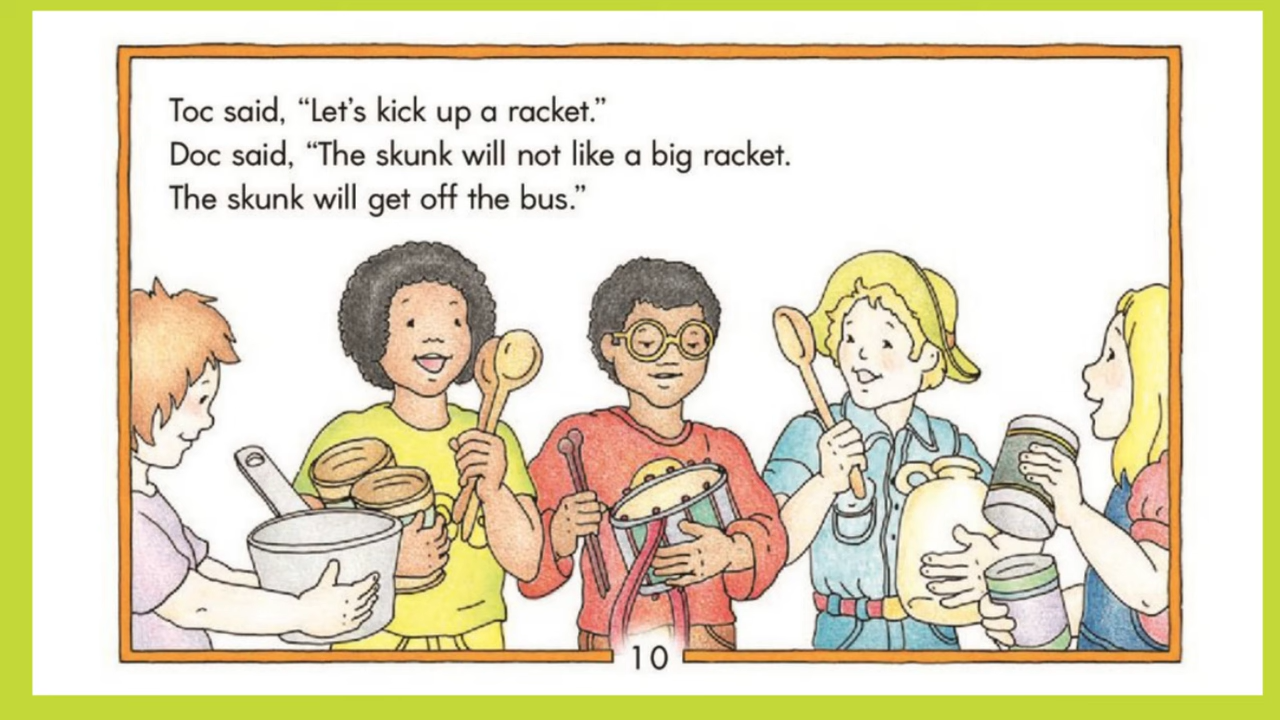 Toc said, “Let’s kick up a racket.”
Doc said, “The skunk will not like a big racket.
The skunk will get off the bus.”
10